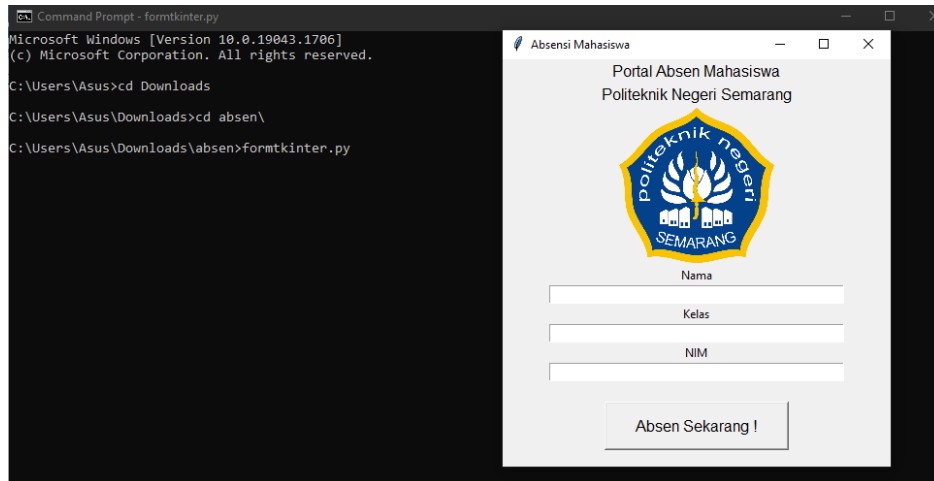 Command Prompt - formtkinter.py
Microsoft Windows [Version 10.0.19043.1706]
(c) Microsoft Corporation. All rights reserved.
C:\Users\Asus>cd Downloads
C:\Users\Asus\Downloads>cd absen\
C:\Users\Asus\Downloads\absen>formtkinter.py
Absensi Mahasiswa
Portal Absen Mahasiswa
Politeknik Negeri Semarang
politeknik negeri
SEMARANG
Nama
Kelas
NIM
Absen Sekarang !